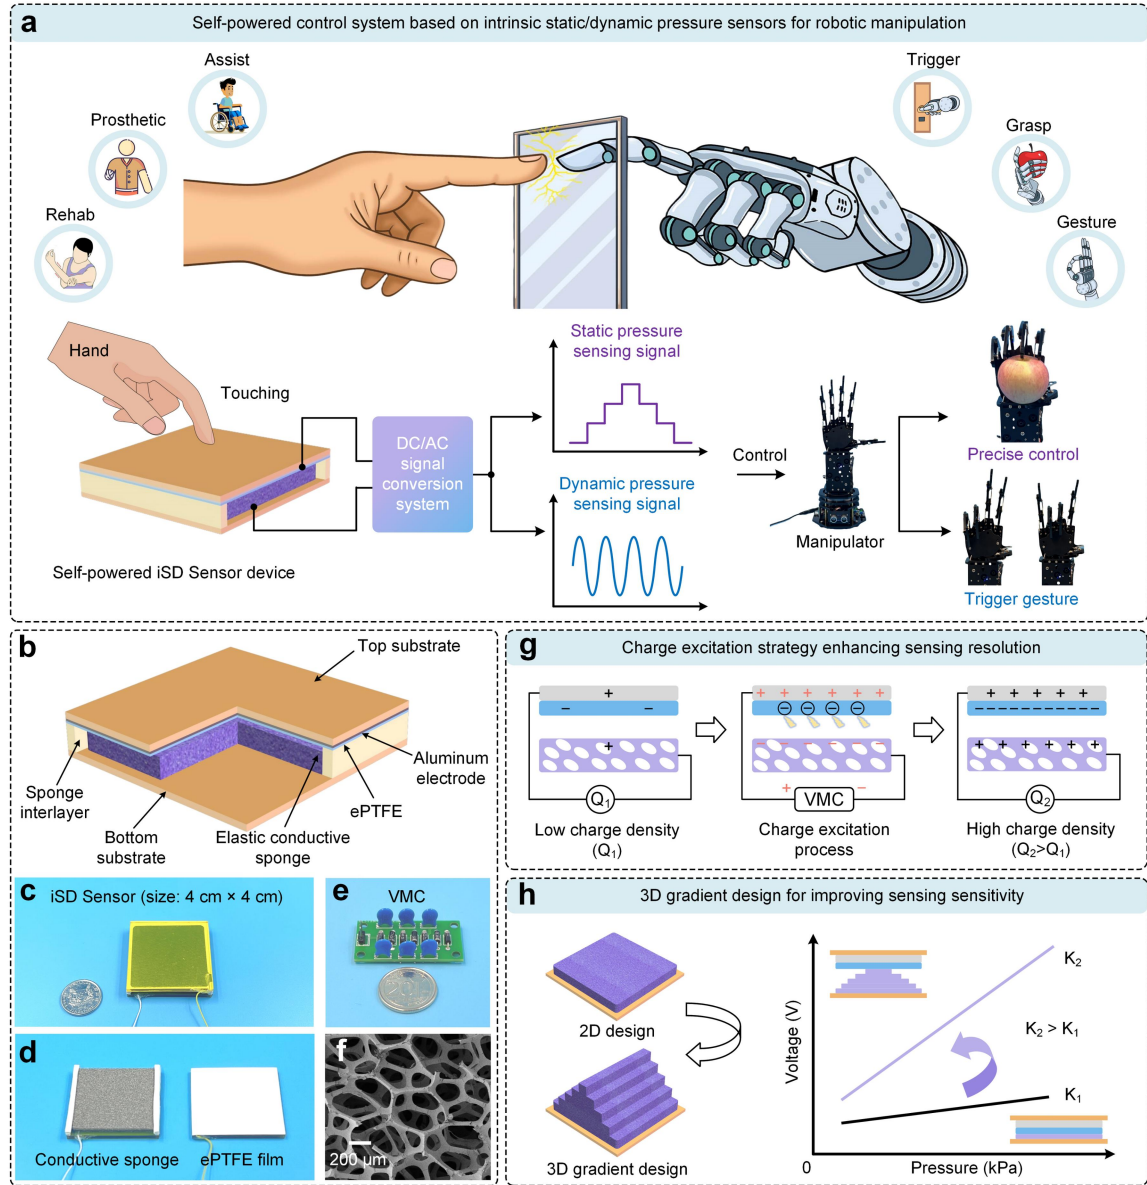 a
Self-powered control system based on intrinsic static/dynamic pressure sensors for robotic manipulation
Assist
Prosthetic
Rehab
Trigger
Grasp
Gesture
Hand
Touching
Self-powered iSD Sensor device
DC/AC
signal
conversion
system
Static pressure
sensing signal
Dynamic pressure
sensing signal
Control
Manipulator
Precise control
Trigger gesture
b
Top substrate
Aluminum
electrode
ePTFE
Elastic conductive
sponge
Bottom
substrate
Sponge
interlayer
c
iSD Sensor (size: 4 cm × 4 cm)
d
Conductive sponge
ePTFE film
e
VMC
f
200 μm
g
Charge excitation strategy enhancing sensing resolution
+
− −
+
Q₁
Low charge density
(Q₁)
+ + + + + +
− − − −
− − − − − −
+ VMC −
Charge excitation
process
+ + + + + +
−−−−−−−−−−
+ + + + + +
Q₂
High charge density
(Q₂>Q₁)
h
3D gradient design for improving sensing sensitivity
2D design
3D gradient design
Voltage (V)
K₂
K₂ > K₁
K₁
0
Pressure (kPa)